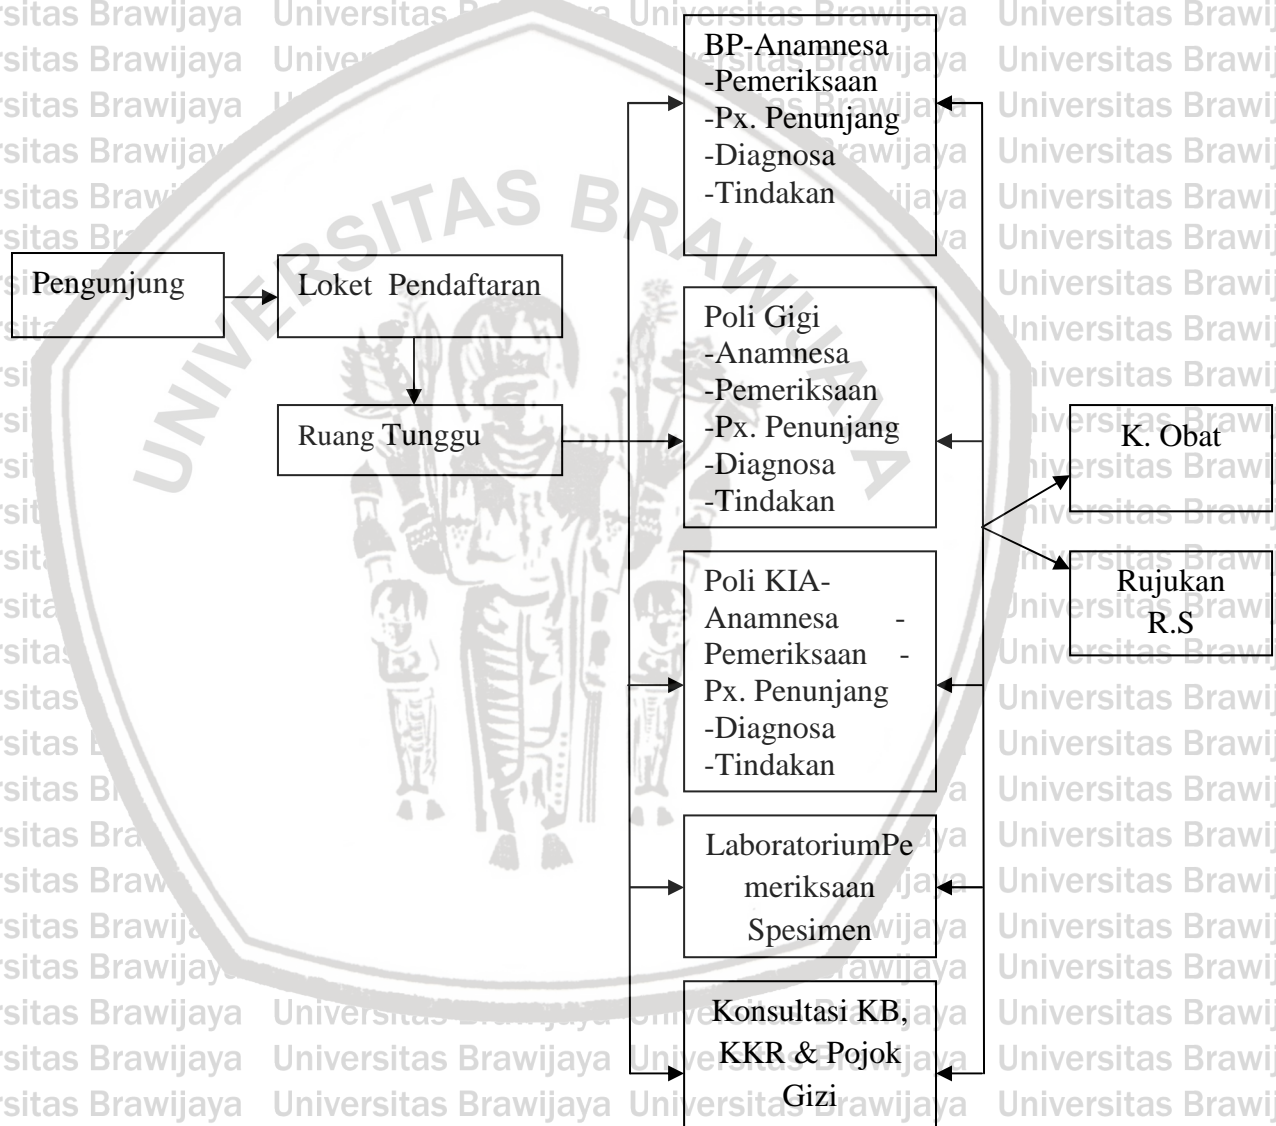 BP-Anamnesa
-Pemeriksaan
-Px. Penunjang
-Diagnosa
-Tindakan
Pengunjung
Loket Pendaftaran
Ruang Tunggu
Poli Gigi
-Anamnesa
-Pemeriksaan
-Px. Penunjang
-Diagnosa
-Tindakan
K. Obat
Rujukan
R.S
Poli KIA-
Anamnesa -
Pemeriksaan -
Px. Penunjang
-Diagnosa
-Tindakan
LaboratoriumPe
meriksaan
Spesimen
Konsultasi KB,
KKR & Pojok
Gizi
UNIVERSITAS BRAWIJAYA